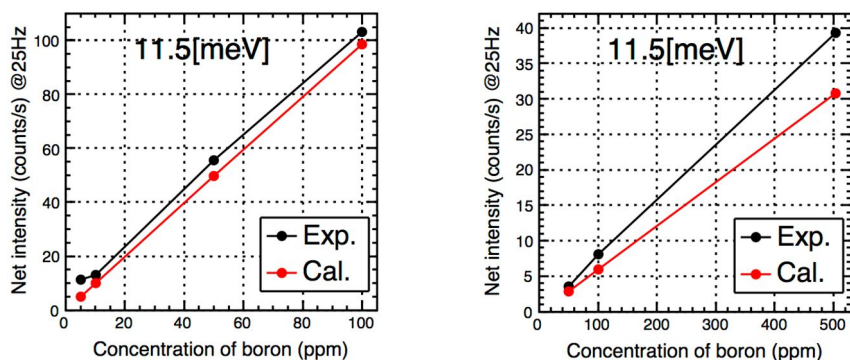 11.5[meV]
Net intensity (counts/s) @25Hz
100
80
60
40
20
0
Exp.
Cal.
0 20 40 60 80 100
Concentration of boron (ppm)
11.5[meV]
Net intensity (counts/s) @25Hz
40
35
30
25
20
15
10
5
0
Exp.
Cal.
0 100 200 300 400 500
Concentration of boron (ppm)